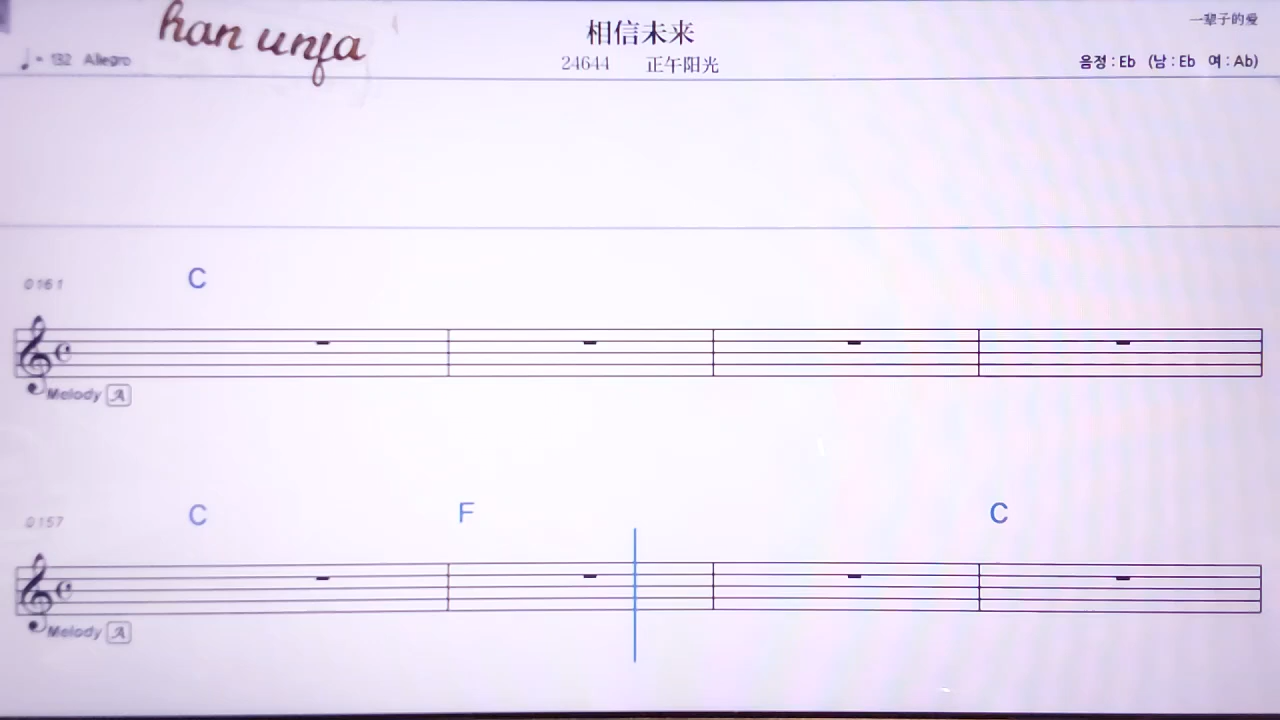 han unfa
相信未来
一辈子的爱
♩= 132 Allegro
24644 正午阳光
음정 : Eb (남 : Eb 여 : Ab)
0161
C
Melody A
0157
C F C
Melody A